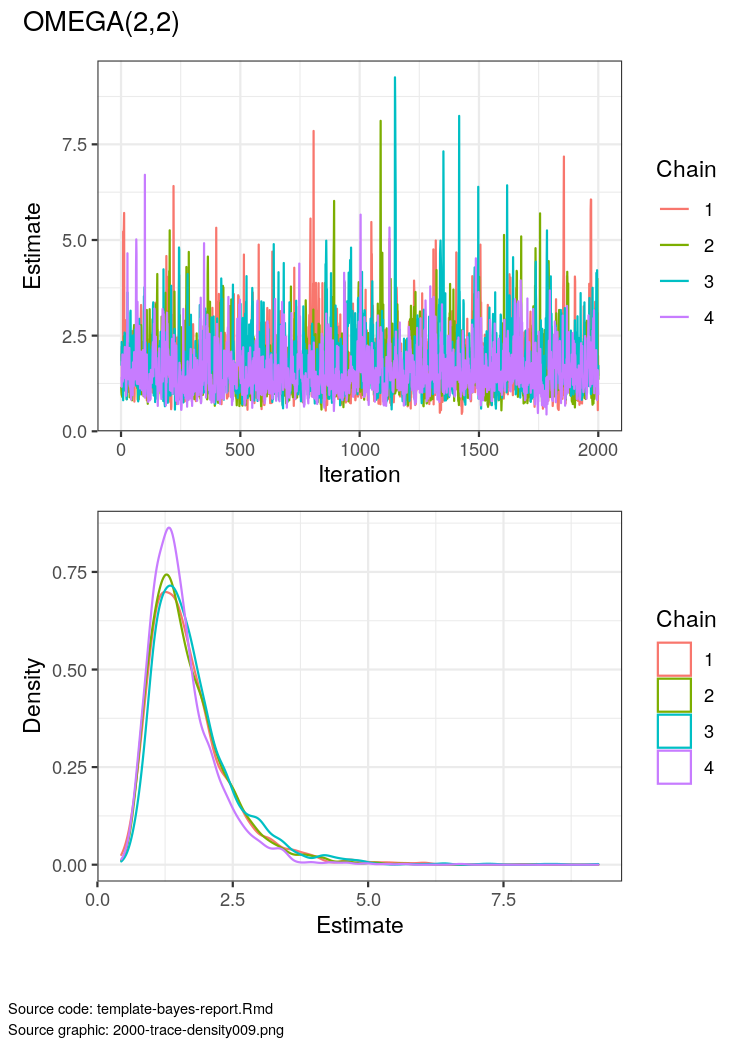 OMEGA(2,2)
7.5
5.0
2.5
0.0
Estimate
0 500 1000 1500 2000
Iteration
Chain
1
2
3
4
0.75
0.50
0.25
0.00
Density
0.0 2.5 5.0 7.5
Estimate
Chain
1
2
3
4
Source code: template-bayes-report.Rmd
Source graphic: 2000-trace-density009.png